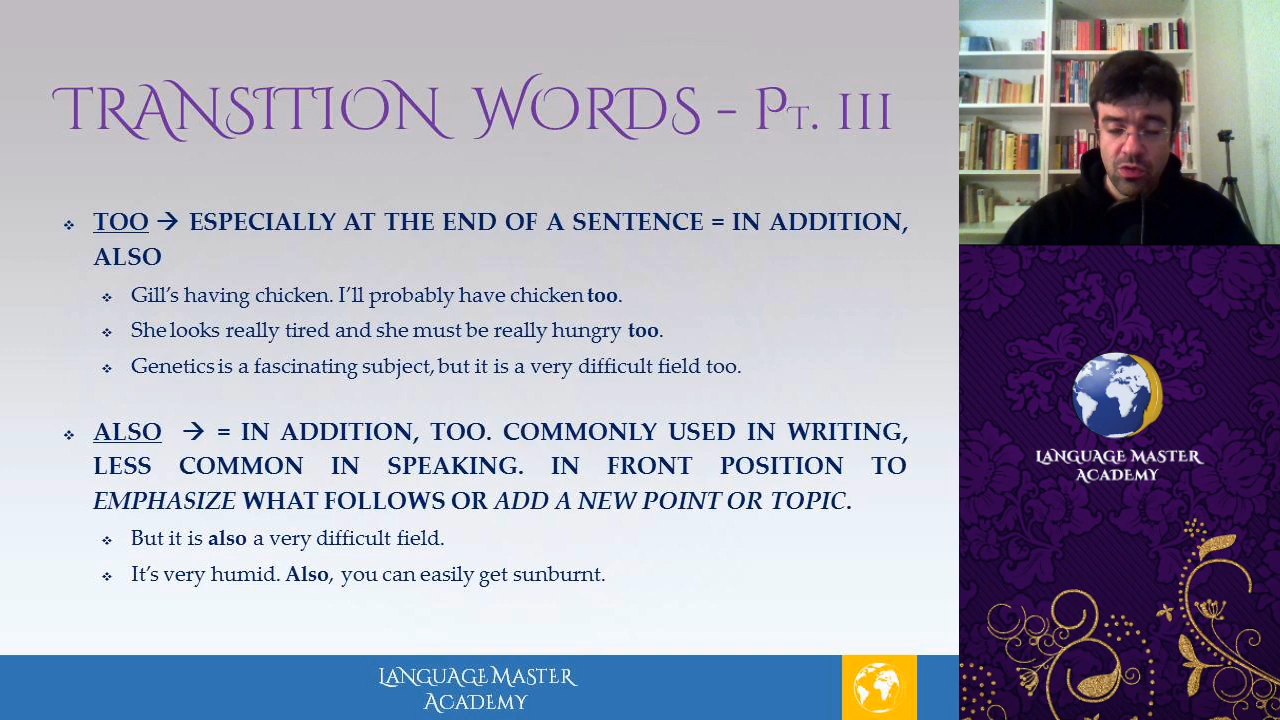 TRANSITION WORDS - PT. III
TOO → ESPECIALLY AT THE END OF A SENTENCE = IN ADDITION,
ALSO
Gill's having chicken. I'll probably have chicken too.
She looks really tired and she must be really hungry too.
Genetics is a fascinating subject, but it is a very difficult field too.
ALSO → = IN ADDITION, TOO. COMMONLY USED IN WRITING,
LESS COMMON IN SPEAKING. IN FRONT POSITION TO
EMPHASIZE WHAT FOLLOWS OR ADD A NEW POINT OR TOPIC.
But it is also a very difficult field.
It's very humid. Also, you can easily get sunburnt.
LANGUAGE MASTER
ACADEMY
LANGUAGE MASTER
ACADEMY